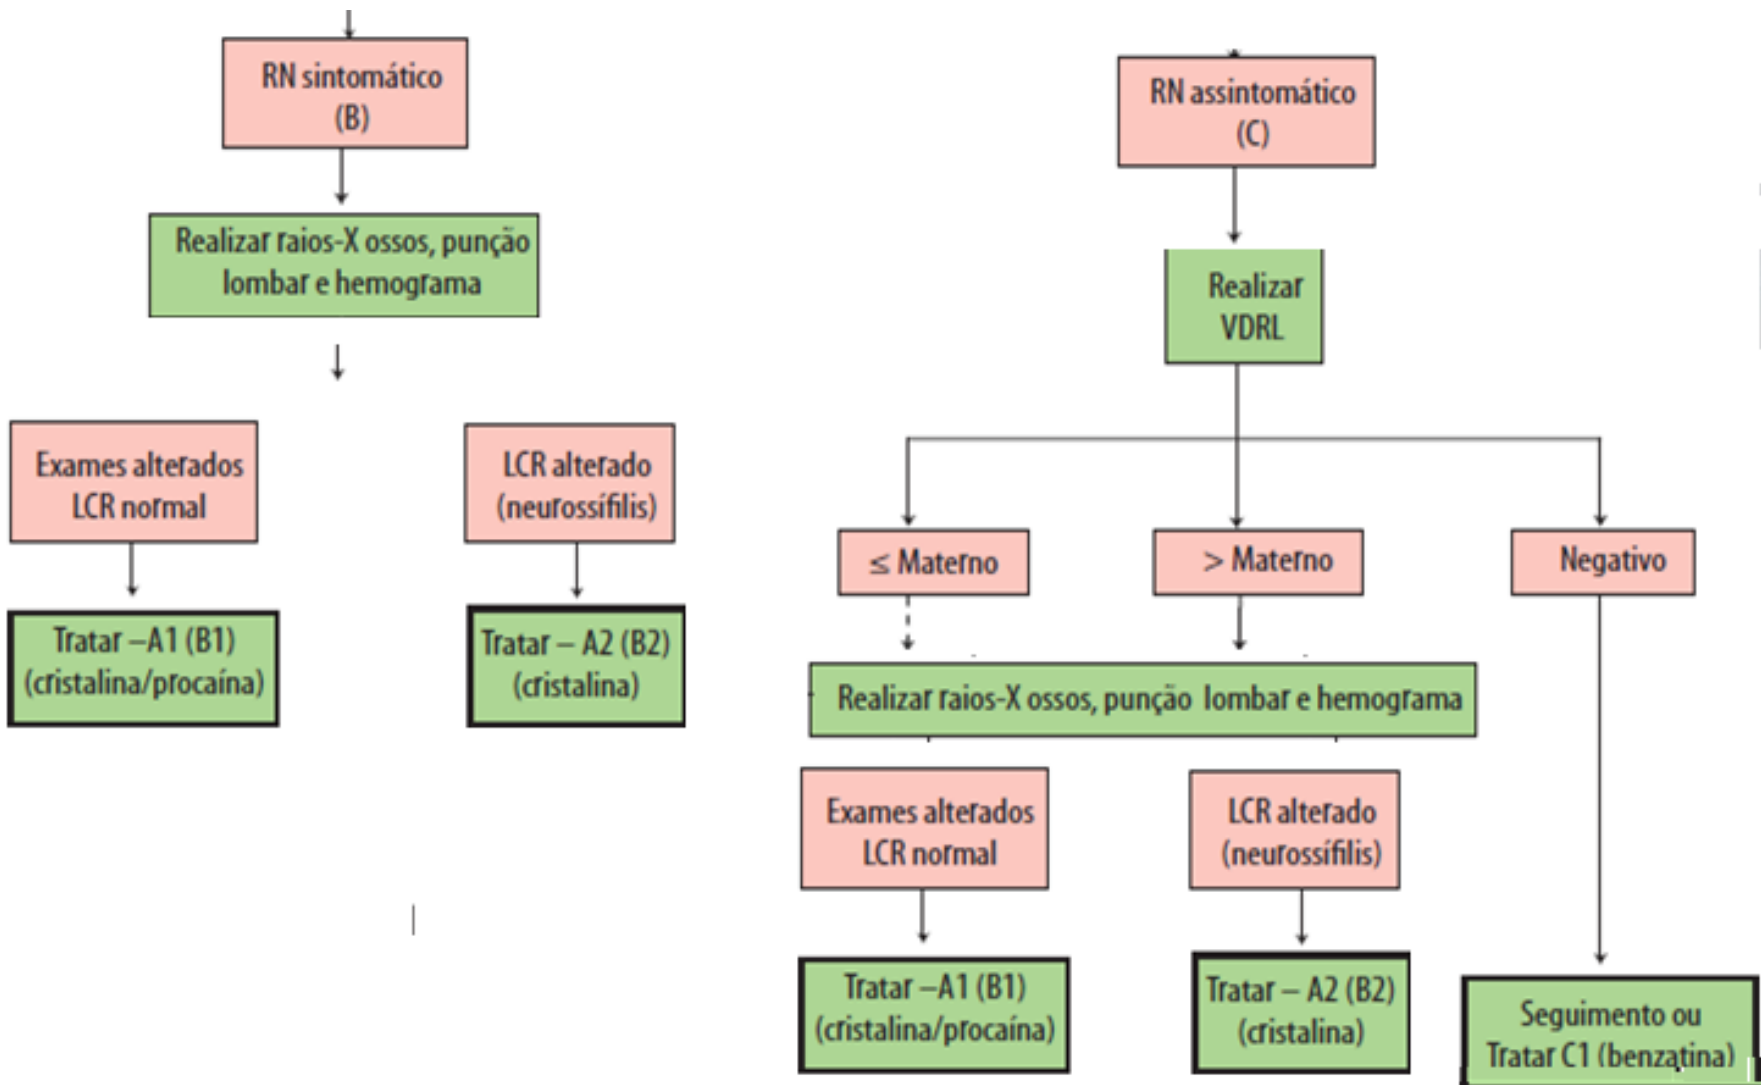 RN sintomático
(B)
Realizar raios-X ossos, punção
lombar e hemograma
Exames alterados
LCR normal
LCR alterado
(neurossífilis)
Tratar –A1 (B1)
(cristalina/procaína)
Tratar – A2 (B2)
(cristalina)
RN assintomático
(C)
Realizar
VDRL
≤ Materno
> Materno
Negativo
Realizar raios-X ossos, punção lombar e hemograma
Exames alterados
LCR normal
LCR alterado
(neurossífilis)
Tratar –A1 (B1)
(cristalina/procaína)
Tratar – A2 (B2)
(cristalina)
Seguimento ou
Tratar C1 (benzatina)